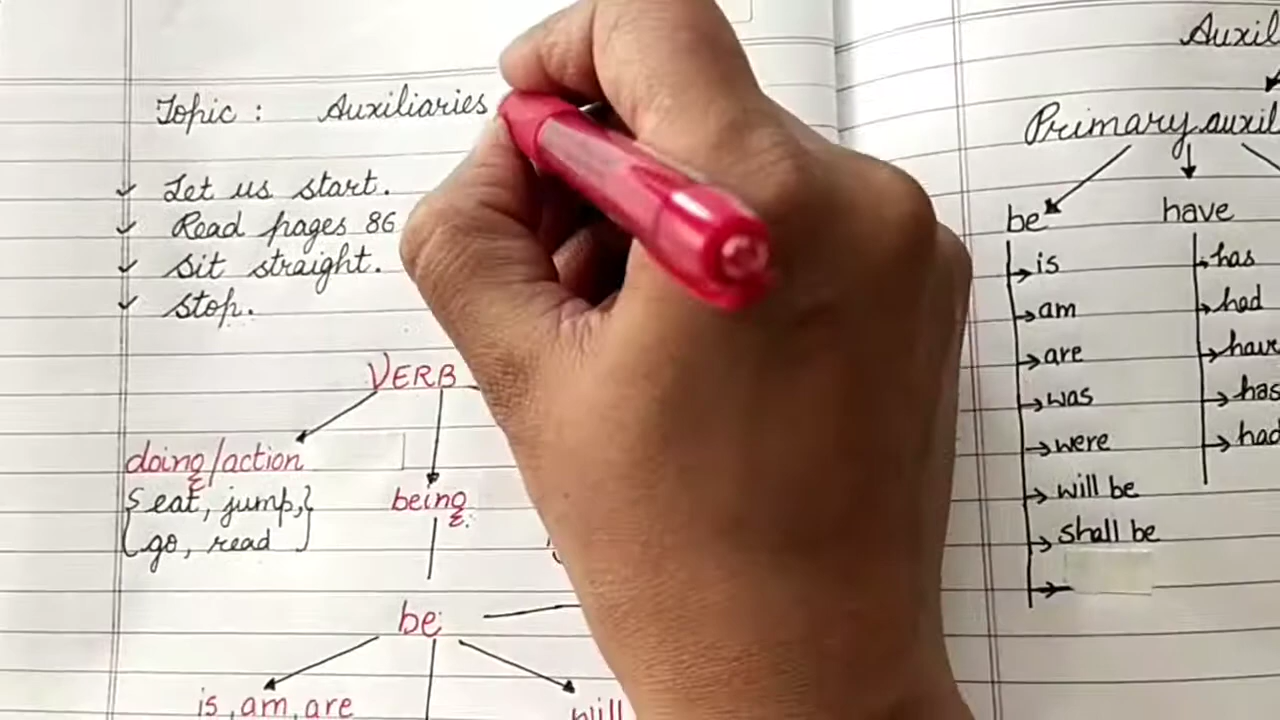 Topic : Auxiliaries
Let us start.
Read pages 86
Sit straight.
Stop.
VERB
doing/action
{eat, jump,}
{go, read}
being
be
is, am, are
will
Primary
be
is
am
are
was
were
will be
shall be
have
has
had
have
has
had